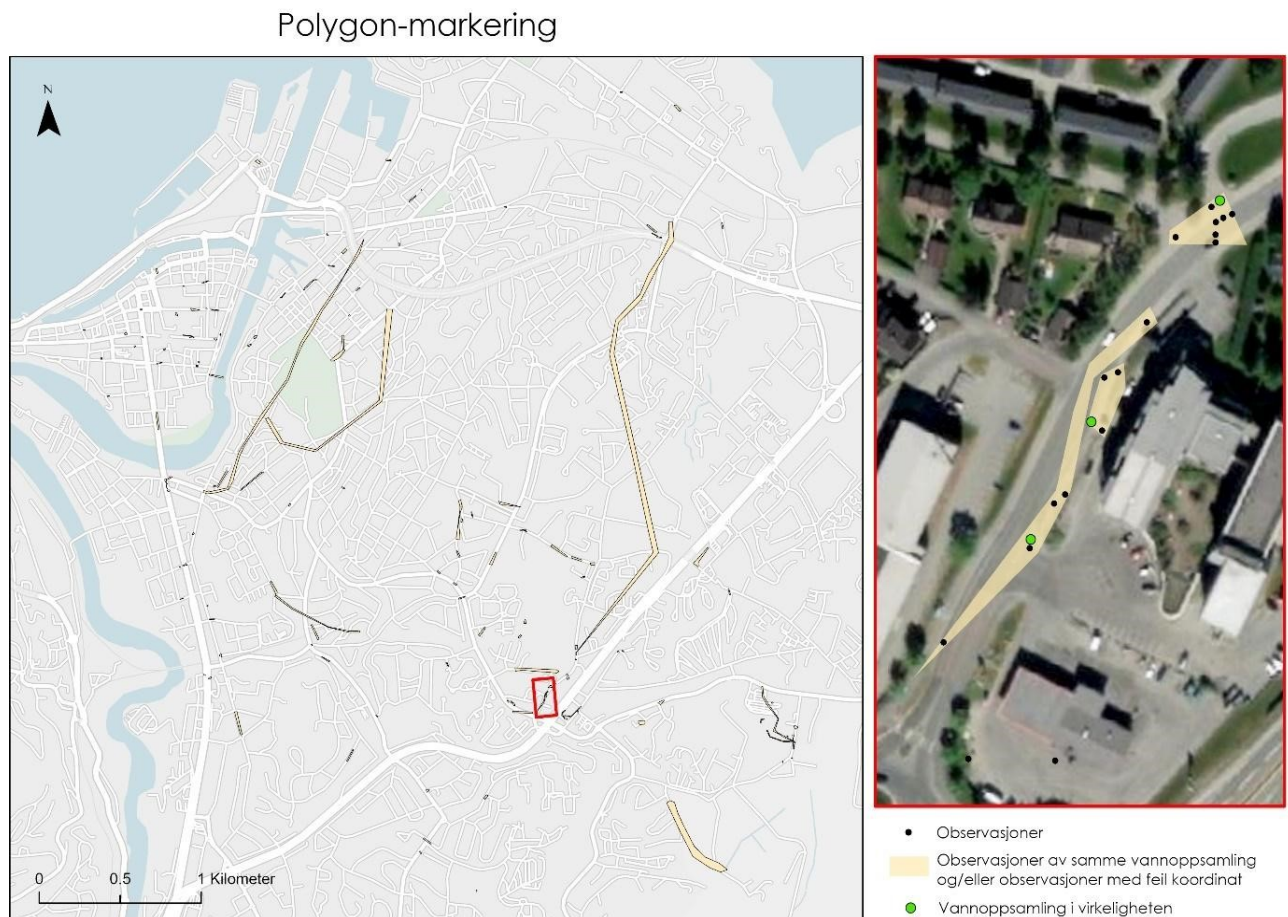 Polygon-markering
N
0 0.5 1 Kilometer
Observasjoner
Observasjoner av samme vannoppsamling
og/eller observasjoner med feil koordinat
Vannoppsamling i virkeligheten